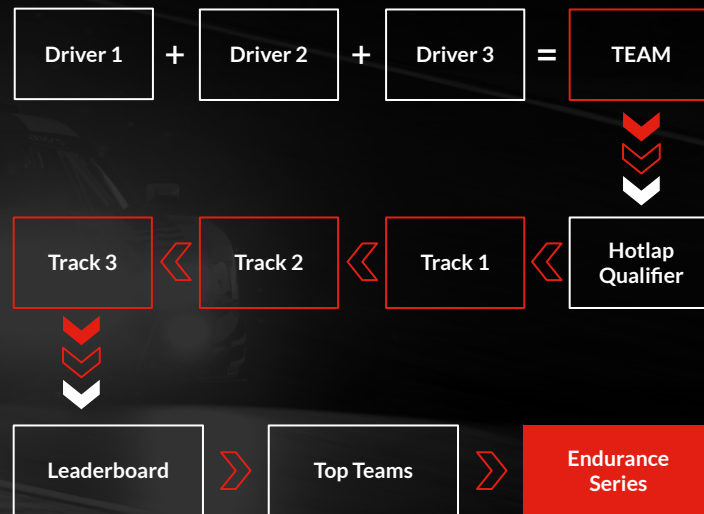 Driver 1 + Driver 2 + Driver 3 = TEAM
Track 3 Track 2 Track 1 Hotlap
Qualifier
Leaderboard Top Teams Endurance
Series